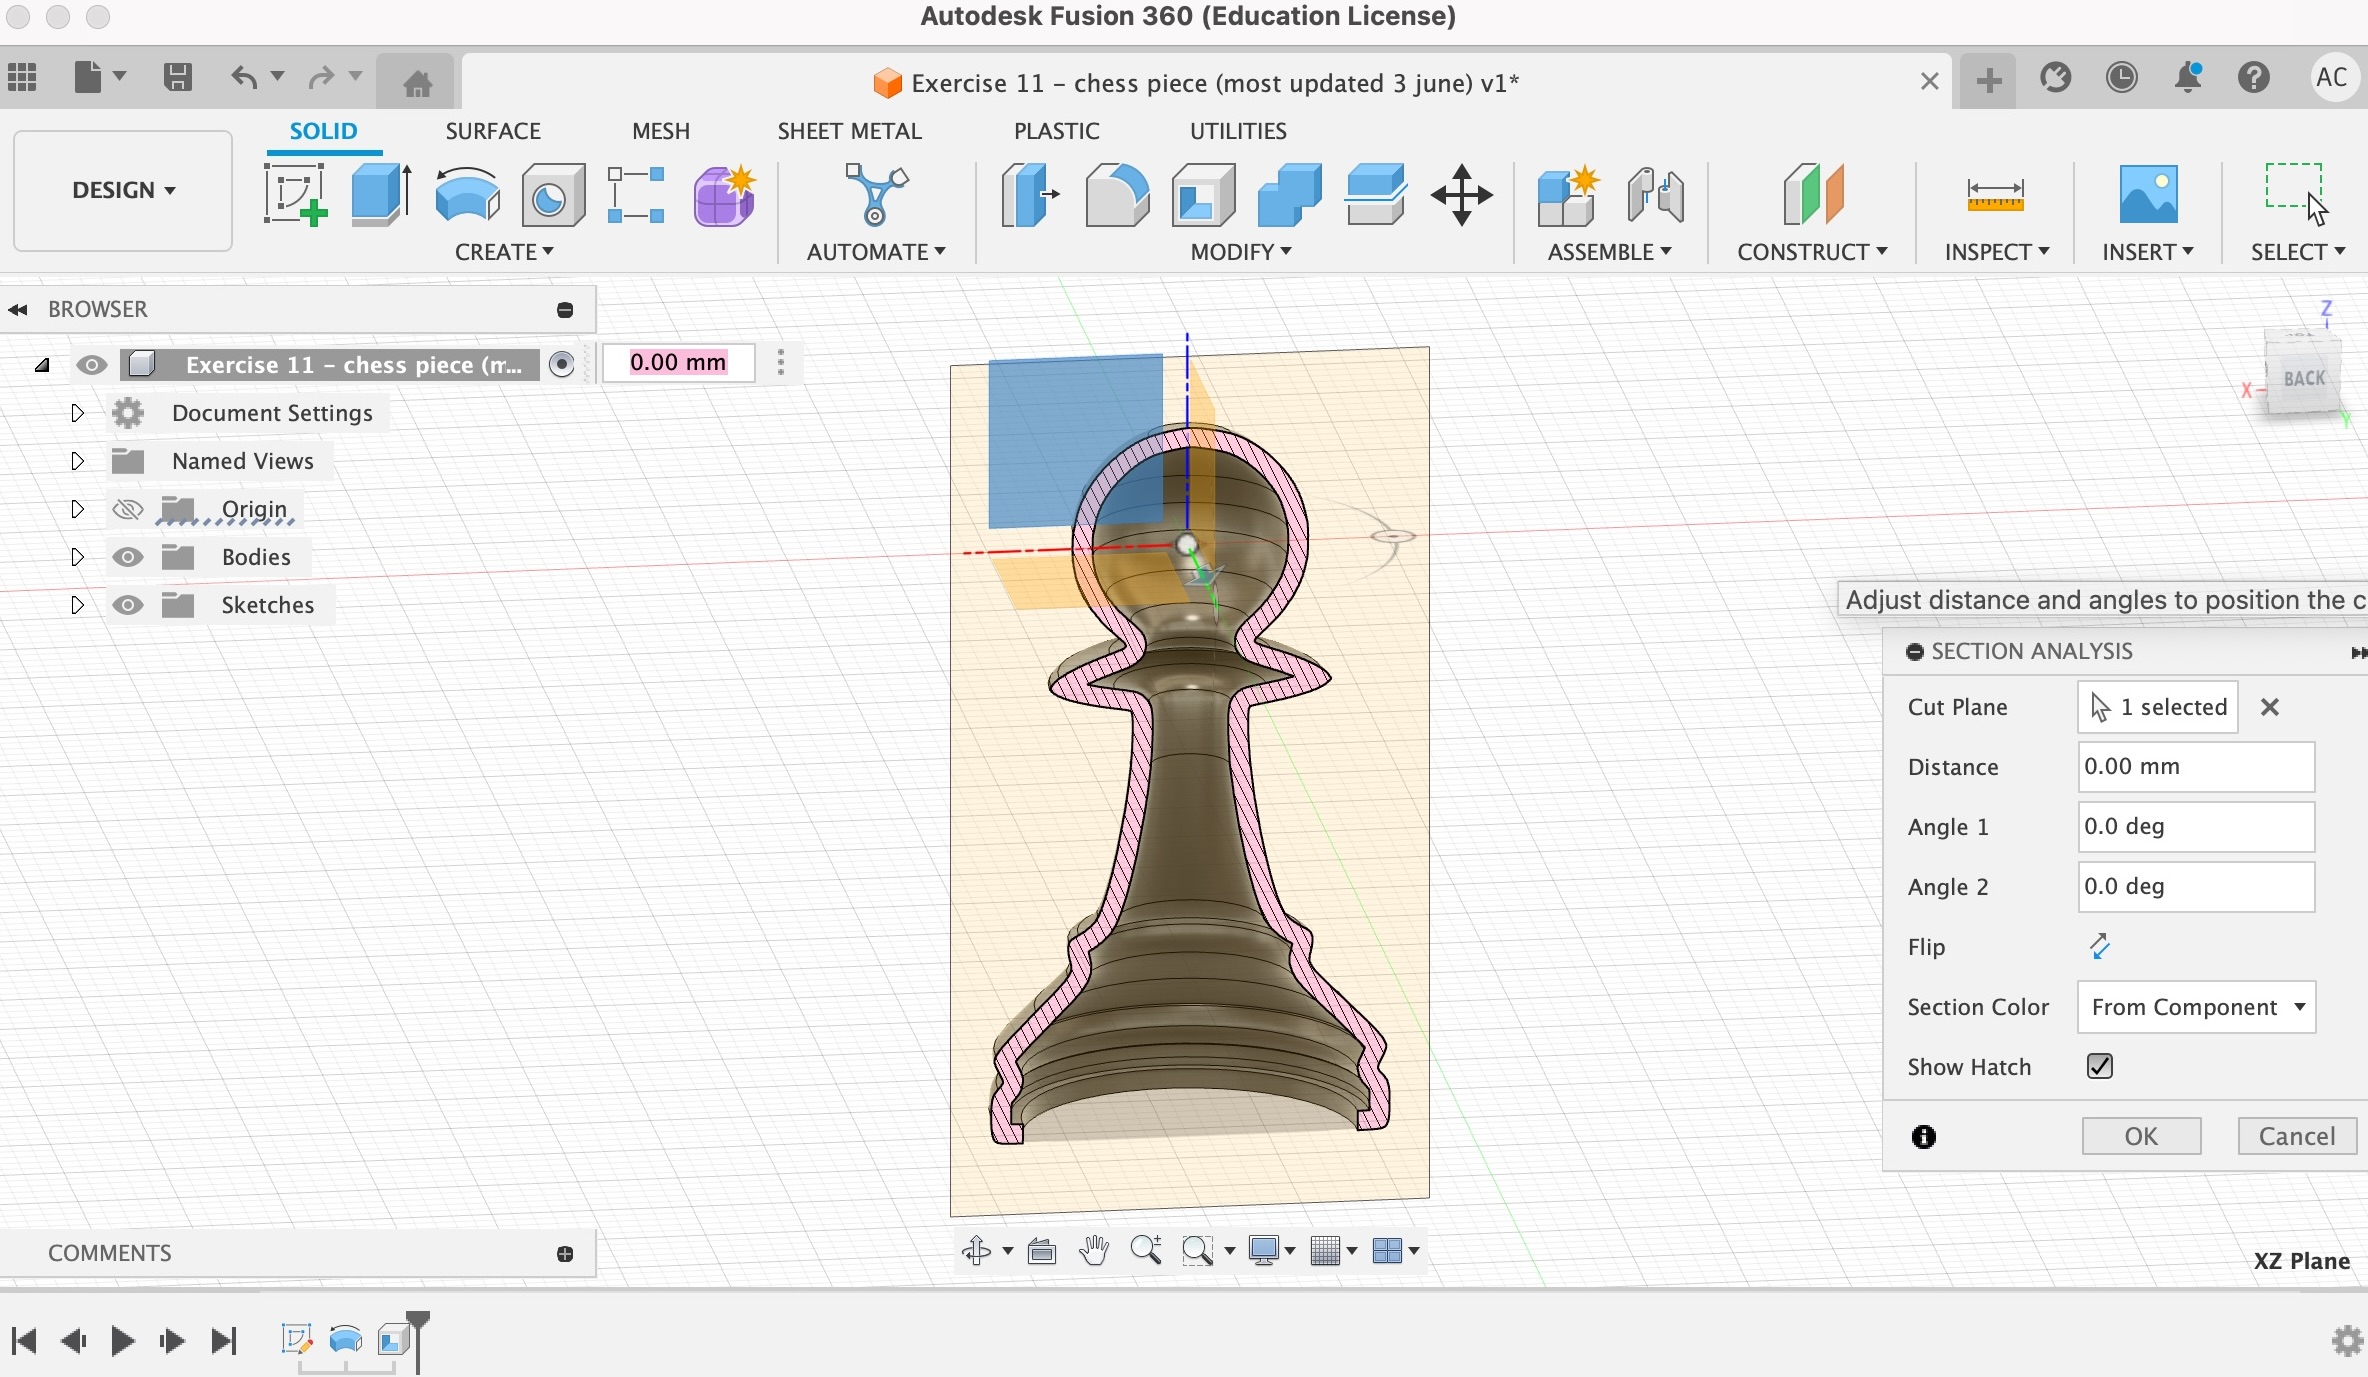 Autodesk Fusion 360 (Education License)
Exercise 11 – chess piece (most updated 3 june) v1*
AC
DESIGN
SOLID
SURFACE
MESH
SHEET METAL
PLASTIC
UTILITIES
CREATE
AUTOMATE
MODIFY
ASSEMBLE
CONSTRUCT
INSPECT
INSERT
SELECT
BROWSER
Exercise 11 – chess piece (m...
0.00 mm
Document Settings
Named Views
Origin
Bodies
Sketches
Z
BACK
X
Y
Adjust distance and angles to position the c
SECTION ANALYSIS
Cut Plane 1 selected
Distance 0.00 mm
Angle 1 0.0 deg
Angle 2 0.0 deg
Flip
Section Color From Component
Show Hatch
OK Cancel
COMMENTS
XZ Plane